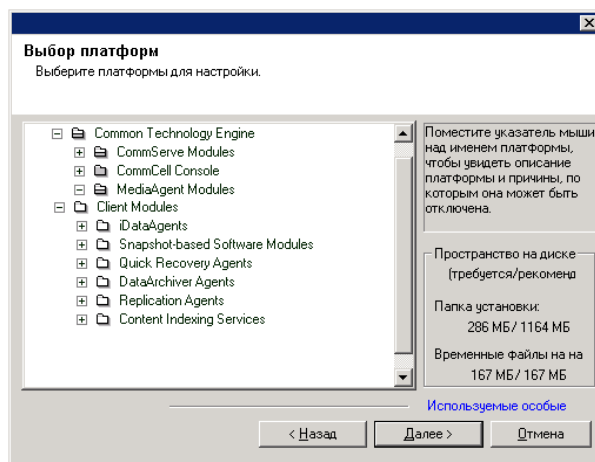 Выбор платформ
Выберите платформы для настройки.
Common Technology Engine
CommServe Modules
CommCell Console
MediaAgent Modules
Client Modules
iDataAgents
Snapshot-based Software Modules
Quick Recovery Agents
DataArchiver Agents
Replication Agents
Content Indexing Services
Поместите указатель мыши
над именем платформы,
чтобы увидеть описание
платформы и причины, по
которым она может быть
отключена.
Пространство на диске
(требуется/рекоменд
Папка установки:
286 МБ/ 1164 МБ
Временные файлы на на
167 МБ/ 167 МБ
Используемые особые
< Назад
Далее >
Отмена